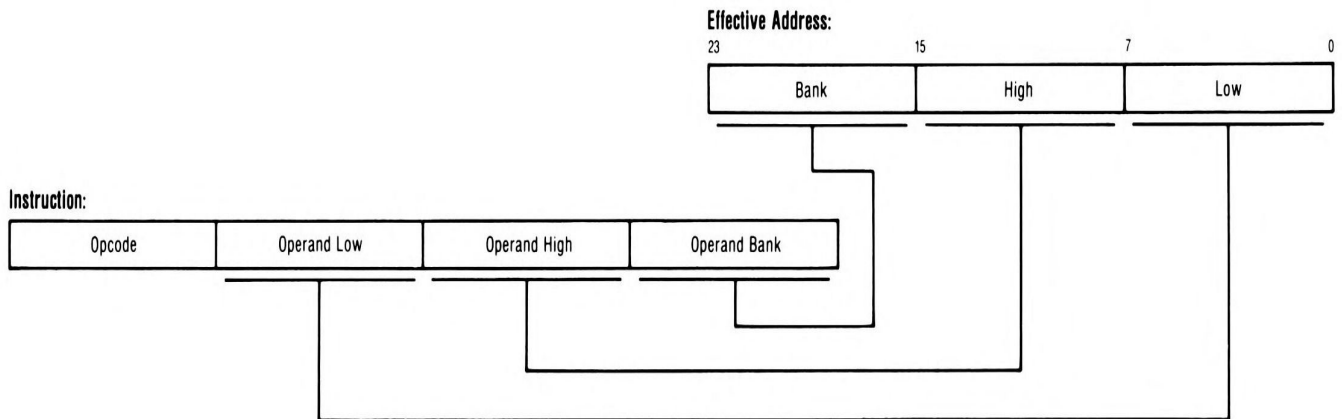 Effective Address:
23 15 7 0
Bank High Low
Instruction:
Opcode Operand Low Operand High Operand Bank